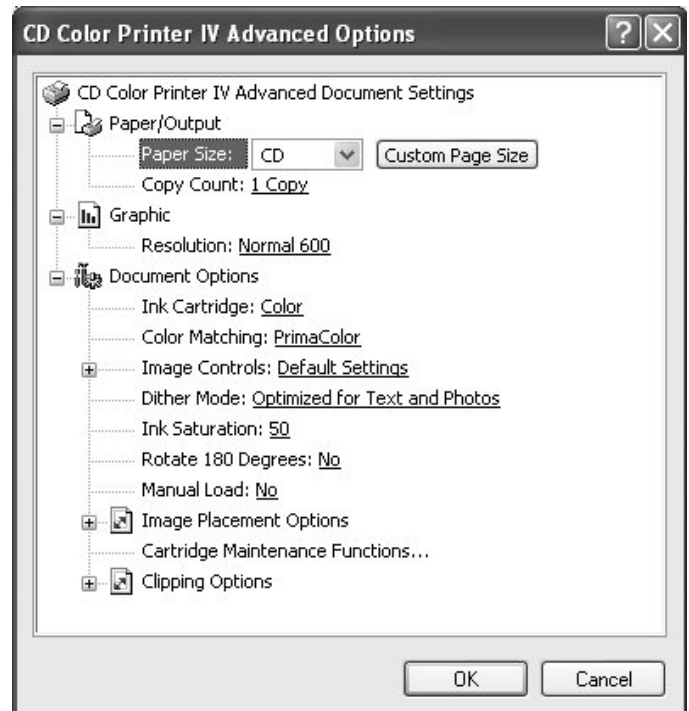 CD Color Printer IV Advanced Options
CD Color Printer IV Advanced Document Settings
Paper/Output
Paper Size: CD Custom Page Size
Copy Count: 1 Copy
Graphic
Resolution: Normal 600
Document Options
Ink Cartridge: Color
Color Matching: PrimaColor
Image Controls: Default Settings
Dither Mode: Optimized for Text and Photos
Ink Saturation: 50
Rotate 180 Degrees: No
Manual Load: No
Image Placement Options
Cartridge Maintenance Functions...
Clipping Options
OK Cancel